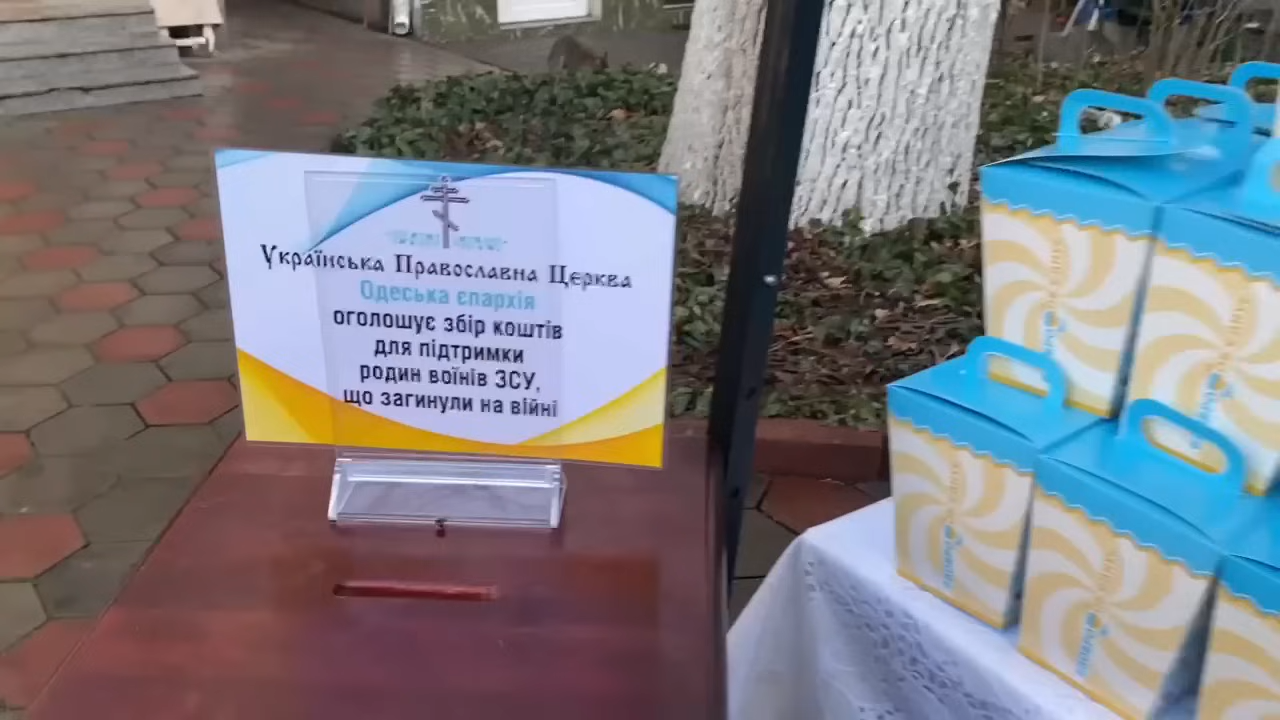 Українська Православна Церква
Одеська єпархія
оголошує збір коштів
для підтримки
родин воїнів ЗСУ,
що загинули на війні